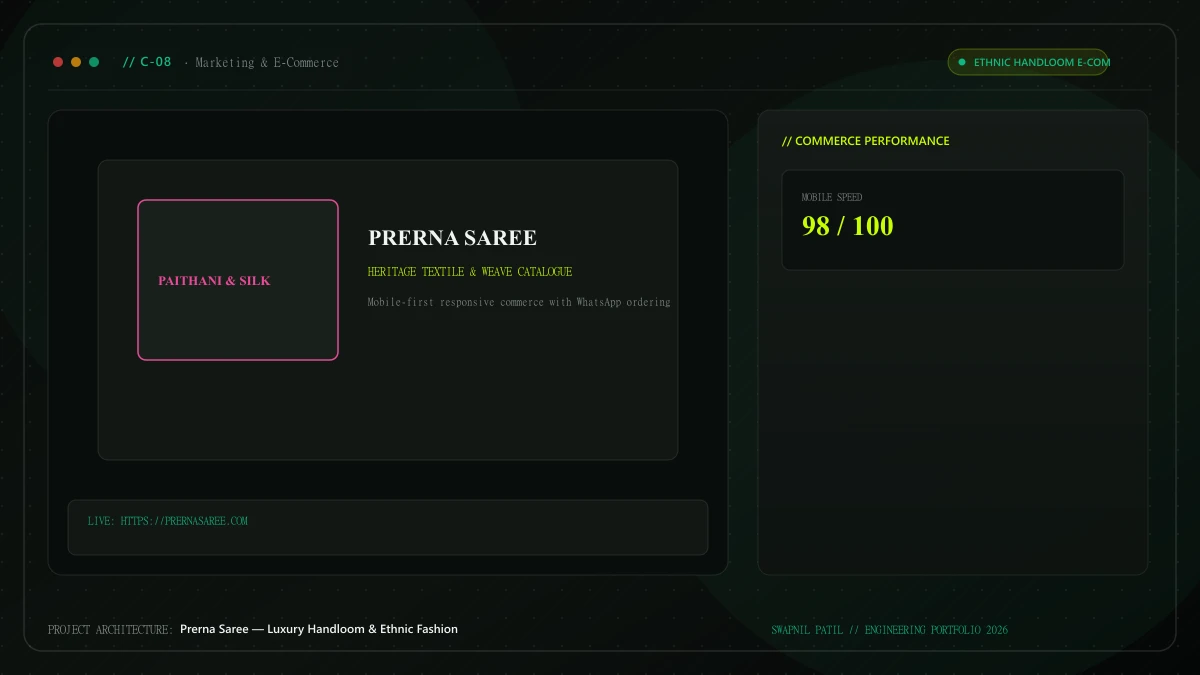 // C-08 · Marketing & E-Commerce
ETHNIC HANDLOOM E-COM
PAITHANI & SILK
PRERNA SAREE
HERITAGE TEXTILE & WEAVE CATALOGUE
Mobile-first responsive commerce with WhatsApp ordering
LIVE: HTTPS://PRERNASAREE.COM
// COMMERCE PERFORMANCE
MOBILE SPEED
98 / 100
PROJECT ARCHITECTURE: Prerna Saree — Luxury Handloom & Ethnic Fashion
SWAPNIL PATIL // ENGINEERING PORTFOLIO 2026